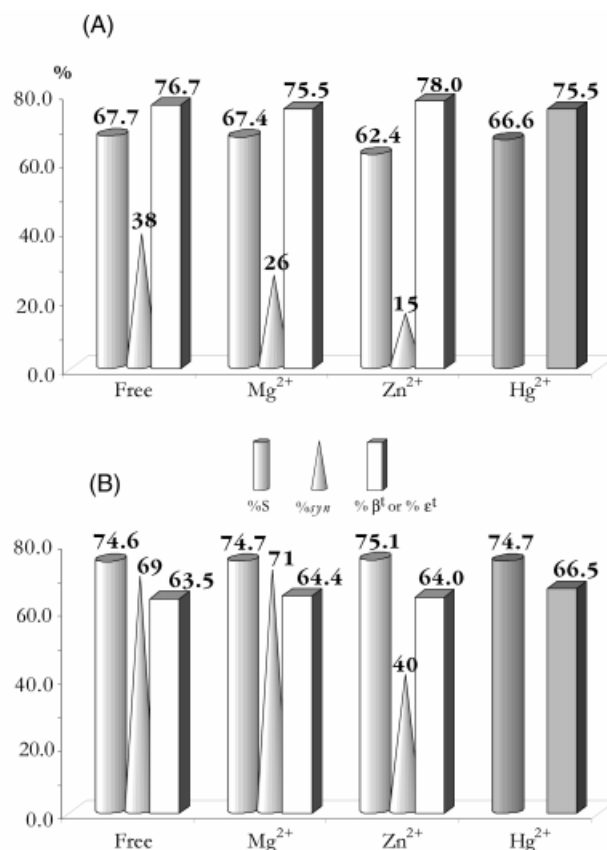 (A)
%
80.0
60.0
40.0
20.0
0.0
67.7 38 76.7 67.4 26 75.5 62.4 15 78.0 66.6 75.5
Free Mg²⁺ Zn²⁺ Hg²⁺
(B)
%S %syn % βᵗ or % εᵗ
80.0
60.0
40.0
20.0
0.0
74.6 69 63.5 74.7 71 64.4 75.1 40 64.0 74.7 66.5
Free Mg²⁺ Zn²⁺ Hg²⁺